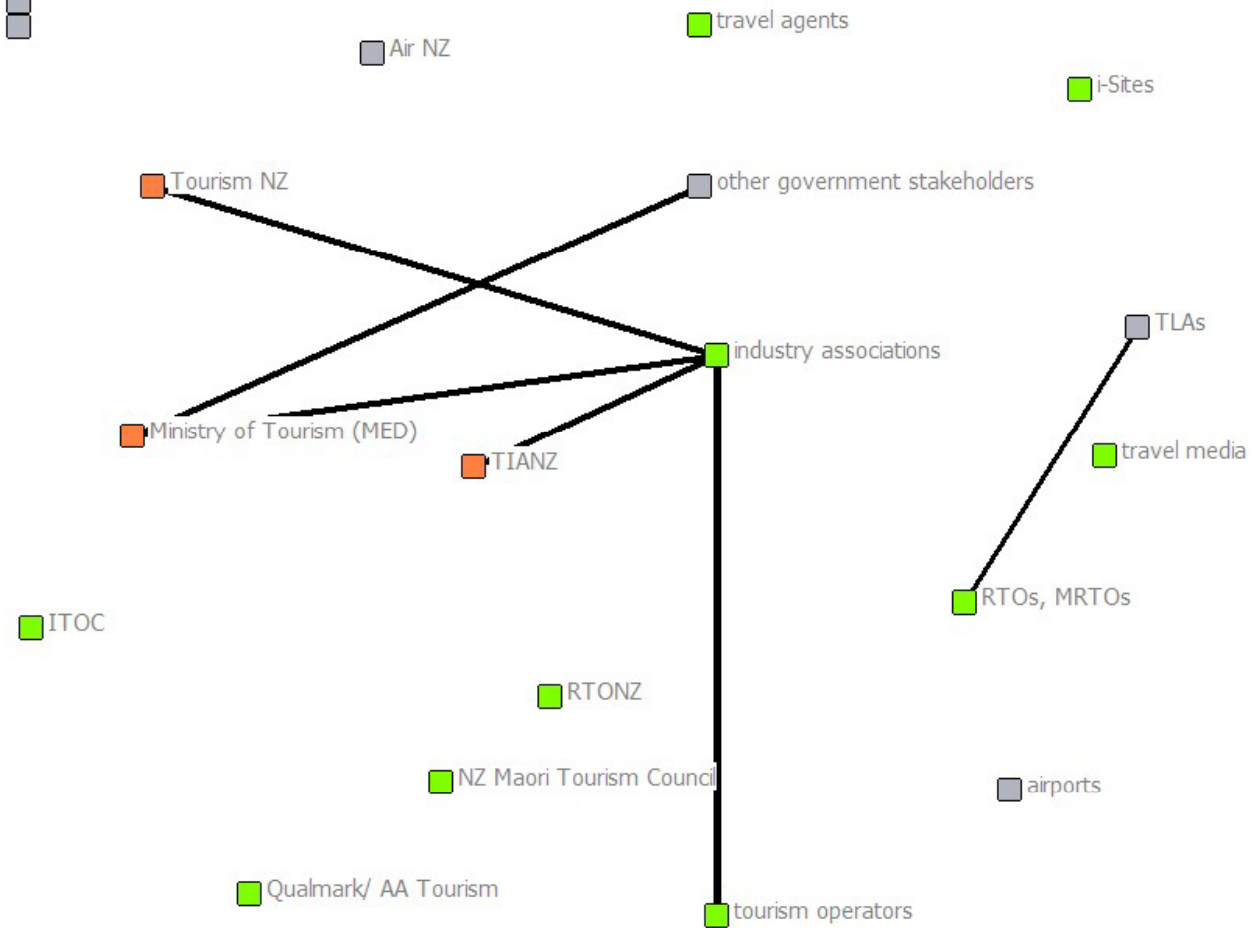 travel agents
Air NZ
i-Sites
Tourism NZ
other government stakeholders
TLAs
industry associations
Ministry of Tourism (MED)
travel media
TIANZ
RTOs, MRTOs
ITOC
RTONZ
NZ Maori Tourism Council
airports
Qualmark/ AA Tourism
tourism operators